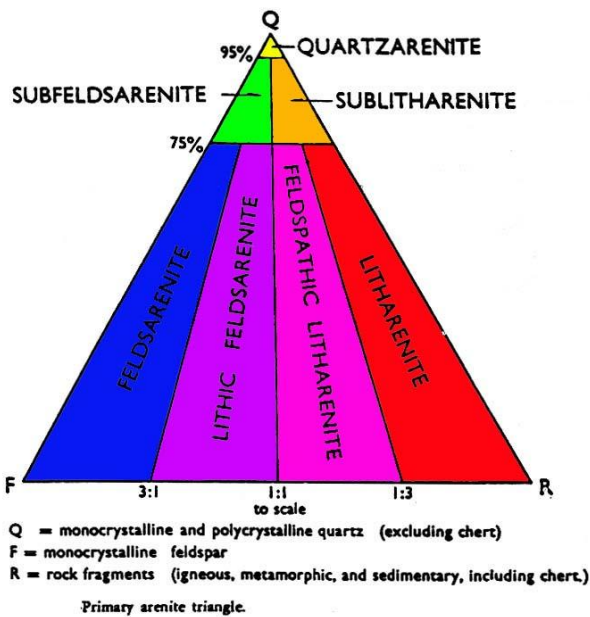 Q
95%
QUARTZARENITE
SUBFELDSARENITE
SUBLITHARENITE
75%
FELDSARENITE
LITHIC FELDSARENITE
FELDSPATHIC LITHARENITE
LITHARENITE
F
3:1
1:1
1:3
R
to scale
Q = monocrystalline and polycrystalline quartz (excluding chert)
F = monocrystalline feldspar
R = rock fragments (igneous, metamorphic, and sedimentary, including chert.)
Primary arenite triangle.